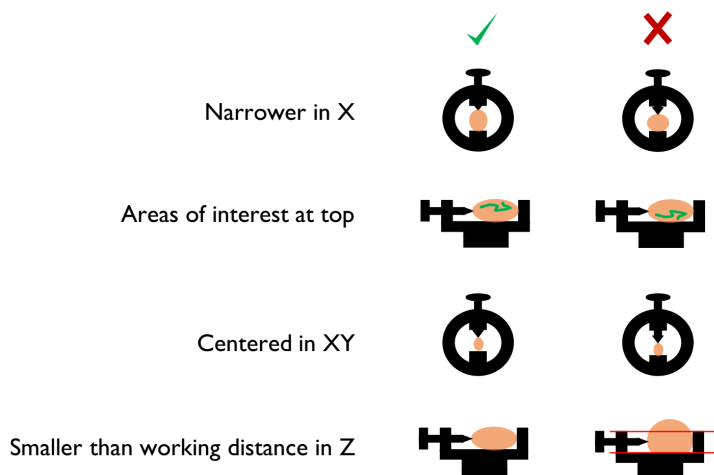 Narrower in X
Areas of interest at top
Centered in XY
Smaller than working distance in Z